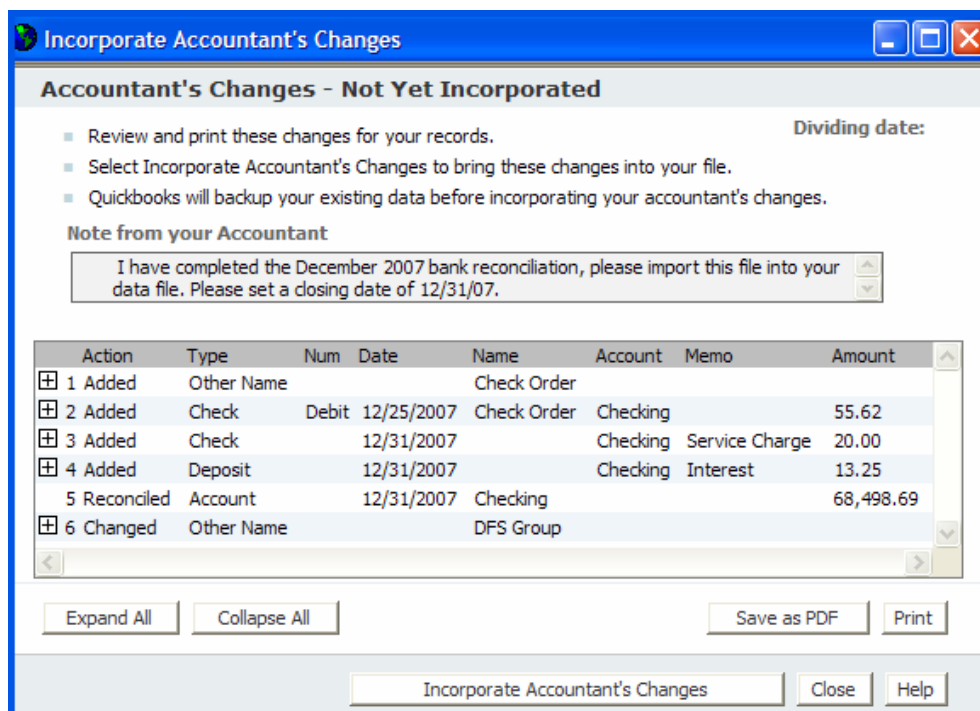 Incorporate Accountant's Changes
Accountant's Changes - Not Yet Incorporated
Dividing date:
Review and print these changes for your records.
Select Incorporate Accountant's Changes to bring these changes into your file.
Quickbooks will backup your existing data before incorporating your accountant's changes.
Note from your Accountant
I have completed the December 2007 bank reconciliation, please import this file into your
data file. Please set a closing date of 12/31/07.
Action Type Num Date Name Account Memo Amount
1 Added Other Name Check Order
2 Added Check Debit 12/25/2007 Check Order Checking 55.62
3 Added Check 12/31/2007 Checking Service Charge 20.00
4 Added Deposit 12/31/2007 Checking Interest 13.25
5 Reconciled Account 12/31/2007 Checking 68,498.69
6 Changed Other Name DFS Group
Expand All Collapse All Save as PDF Print
Incorporate Accountant's Changes Close Help